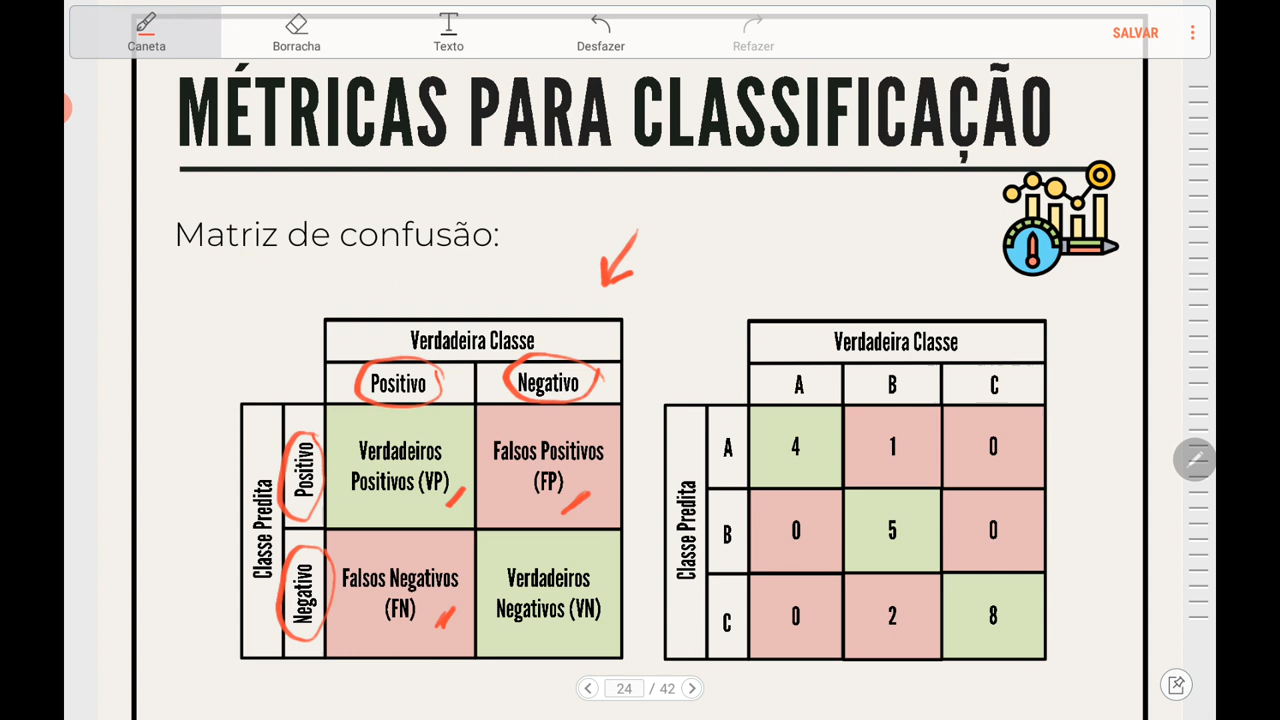 Caneta
Borracha
Texto
Desfazer
Refazer
SALVAR
MÉTRICAS PARA CLASSIFICAÇÃO
Matriz de confusão:
Verdadeira Classe
Positivo
Negativo
Classe Predita
Positivo
Verdadeiros
Positivos (VP)
Falsos Positivos
(FP)
Negativo
Falsos Negativos
(FN)
Verdadeiros
Negativos (VN)
Verdadeira Classe
A B C
Classe Predita
A 4 1 0
B 0 5 0
C 0 2 8
24 / 42